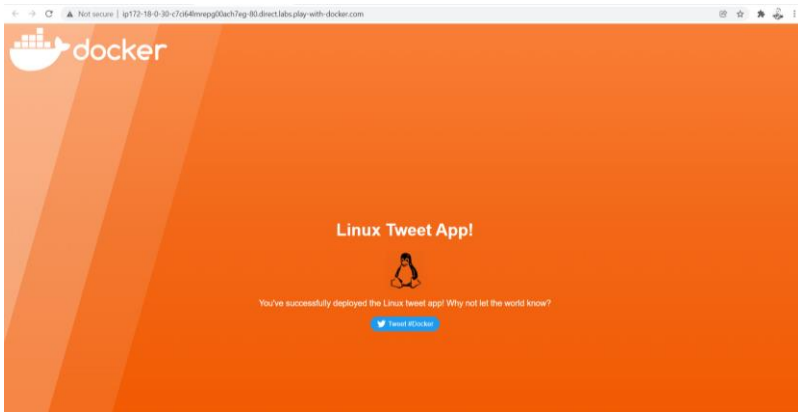 Not secure | ip172-18-0-30-c7ci64lmrepg00ach7eg-80.direct.labs.play-with-docker.com
docker
Linux Tweet App!
You've successfully deployed the Linux tweet app! Why not let the world know?
Tweet #Docker